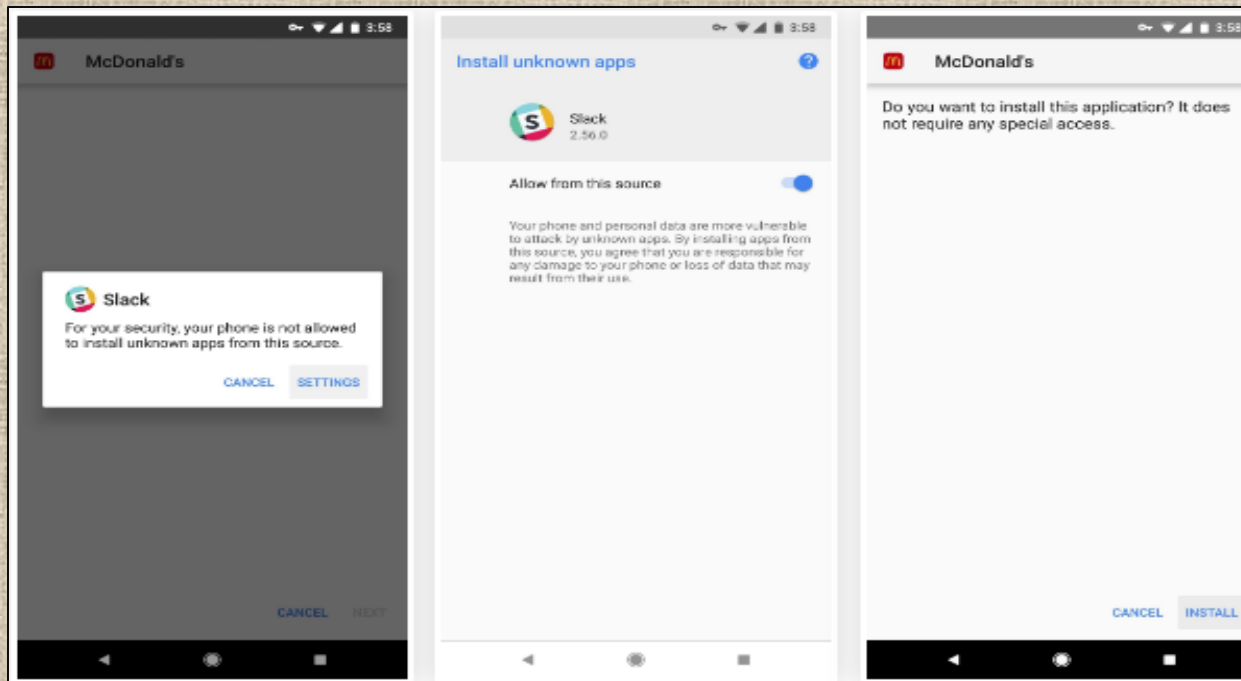 3:58
McDonald's
Slack
For your security, your phone is not allowed
to install unknown apps from this source.
CANCEL SETTINGS
CANCEL NEXT
3:58
Install unknown apps
?
S Slack
2.56.0
Allow from this source
Your phone and personal data are more vulnerable
to attack by unknown apps. By installing apps from
this source, you agree that you are responsible for
any damage to your phone or loss of data that may
result from their use.
3:58
McDonald's
Do you want to install this application? It does
not require any special access.
CANCEL INSTALL